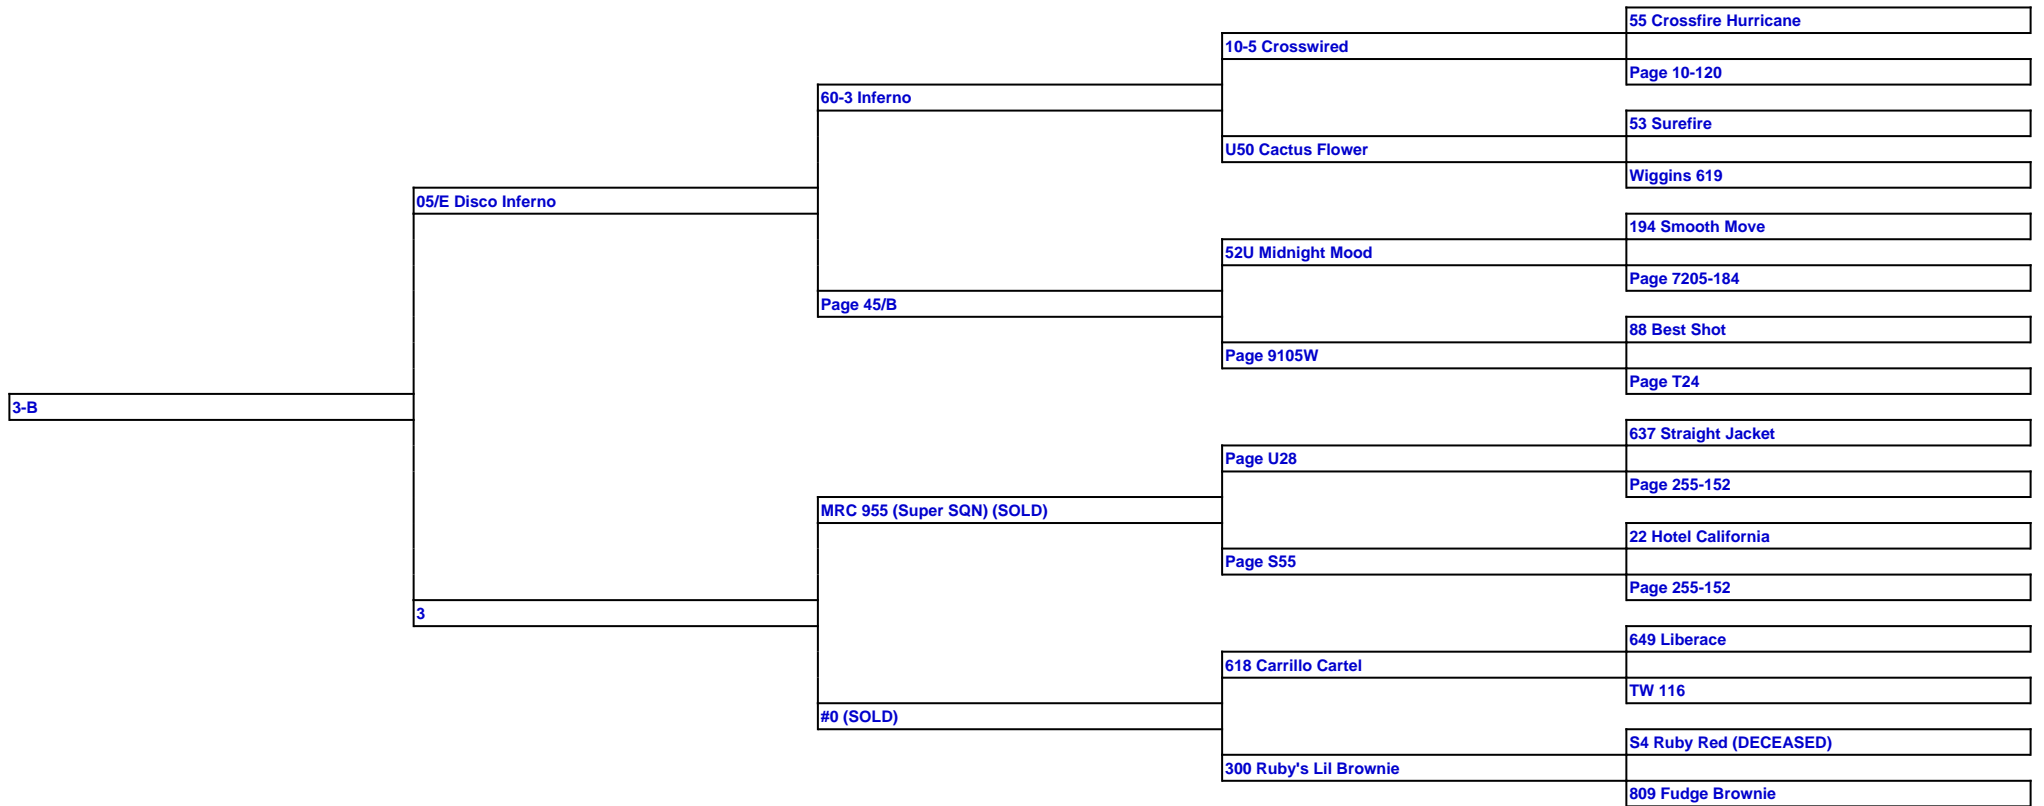 55 Crossfire Hurricane
10-5 Crosswired
Page 10-120
60-3 Inferno
53 Surefire
U50 Cactus Flower
Wiggins 619
05/E Disco Inferno
194 Smooth Move
52U Midnight Mood
Page 7205-184
Page 45/B
88 Best Shot
Page 9105W
Page T24
3-B
637 Straight Jacket
Page U28
Page 255-152
MRC 955 (Super SQN) (SOLD)
22 Hotel California
Page S55
Page 255-152
3
649 Liberace
618 Carrillo Cartel
TW 116
#0 (SOLD)
S4 Ruby Red (DECEASED)
300 Ruby's Lil Brownie
809 Fudge Brownie